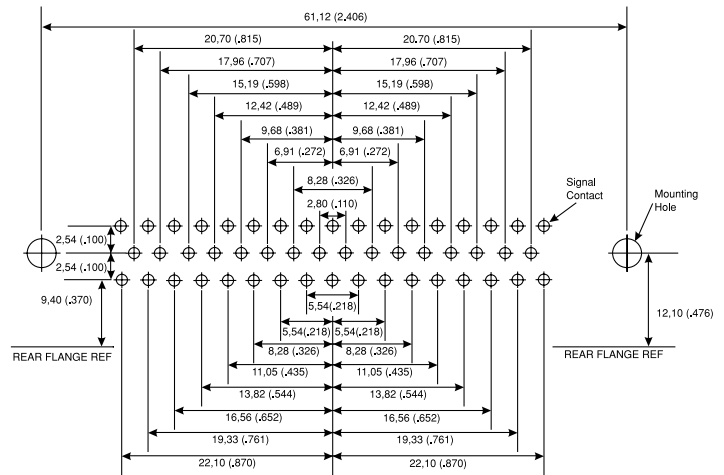 61,12 (2.406)
20,70 (.815) 20.70 (.815)
17,96 (.707) 17,96 (.707)
15,19 (.598) 15.19 (.598)
12,42 (.489) 12,42 (.489)
9,68 (.381) 9,68 (.381)
6,91 (.272) 6,91 (.272)
8,28 (.326)
2,80 (.110)
Signal
Contact
Mounting
Hole
2,54 (.100)
2,54 (.100)
9,40 (.370)
12,10 (.476)
5,54 (.218)
5,54(.218) 5,54(.218)
REAR FLANGE REF REAR FLANGE REF
8,28 (.326) 8,28 (.326)
11,05 (.435) 11,05 (.435)
13,82 (.544) 13,82 (.544)
16,56 (.652) 16,56 (.652)
19,33 (.761) 19,33 (.761)
22,10 (.870) 22,10 (.870)